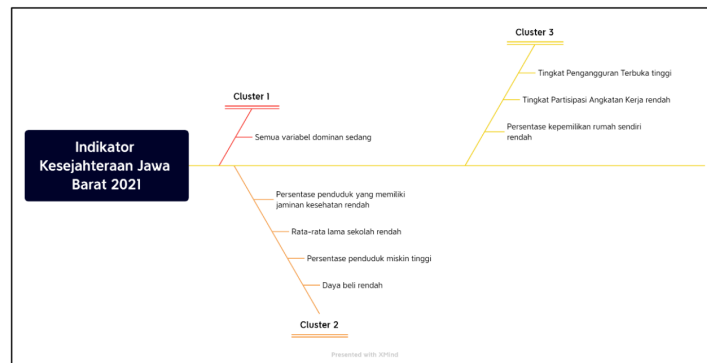 Indikator
Kesejahteraan Jawa
Barat 2021
Cluster 1
Semua variabel dominan sedang
Persentase penduduk yang memiliki
jaminan kesehatan rendah
Rata-rata lama sekolah rendah
Persentase penduduk miskin tinggi
Daya beli rendah
Cluster 2
Cluster 3
Tingkat Pengangguran Terbuka tinggi
Tingkat Partisipasi Angkatan Kerja rendah
Persentase kepemilikan rumah sendiri
rendah
Presented with XMind